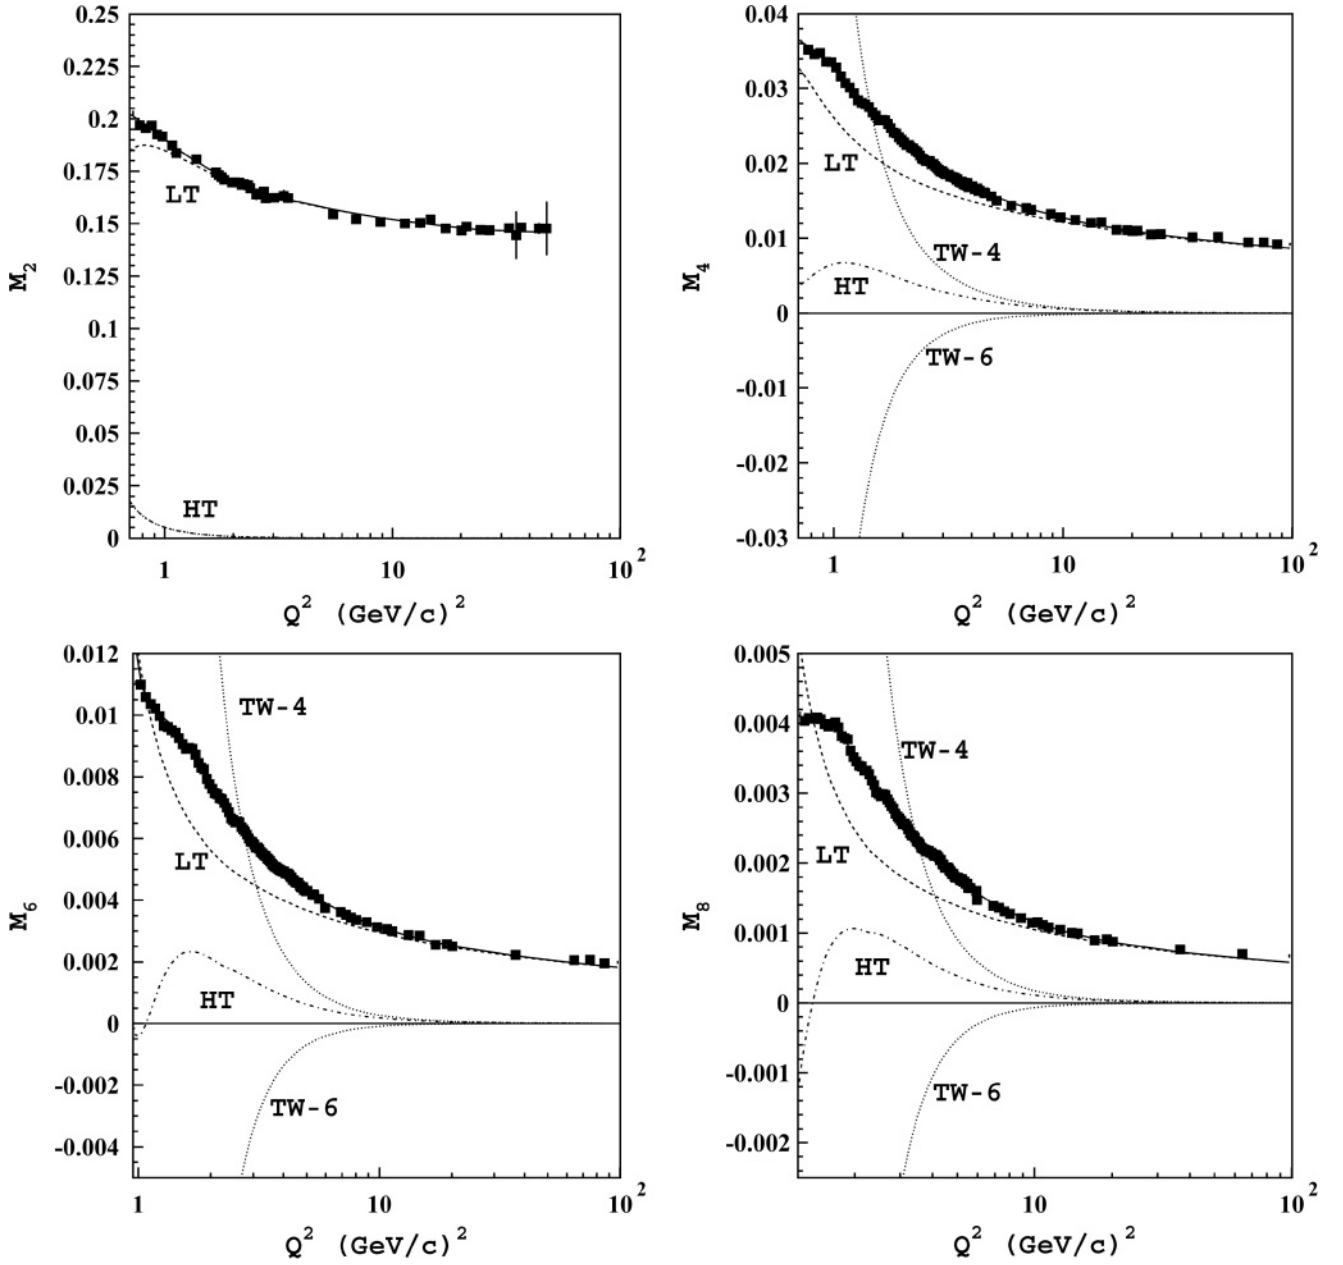 0.25
0.225
0.2
0.175
0.15
0.125
0.1
0.075
0.05
0.025
0
M2
LT
HT
1 10 10^2
Q^2 (GeV/c)^2
0.04
0.03
0.02
0.01
0
-0.01
-0.02
-0.03
M4
LT
TW-4
HT
TW-6
1 10 10^2
Q^2 (GeV/c)^2
0.012
0.01
0.008
0.006
0.004
0.002
0
-0.002
-0.004
M6
TW-4
LT
HT
TW-6
1 10 10^2
Q^2 (GeV/c)^2
0.005
0.004
0.003
0.002
0.001
0
-0.001
-0.002
M8
TW-4
LT
HT
TW-6
10 10^2
Q^2 (GeV/c)^2